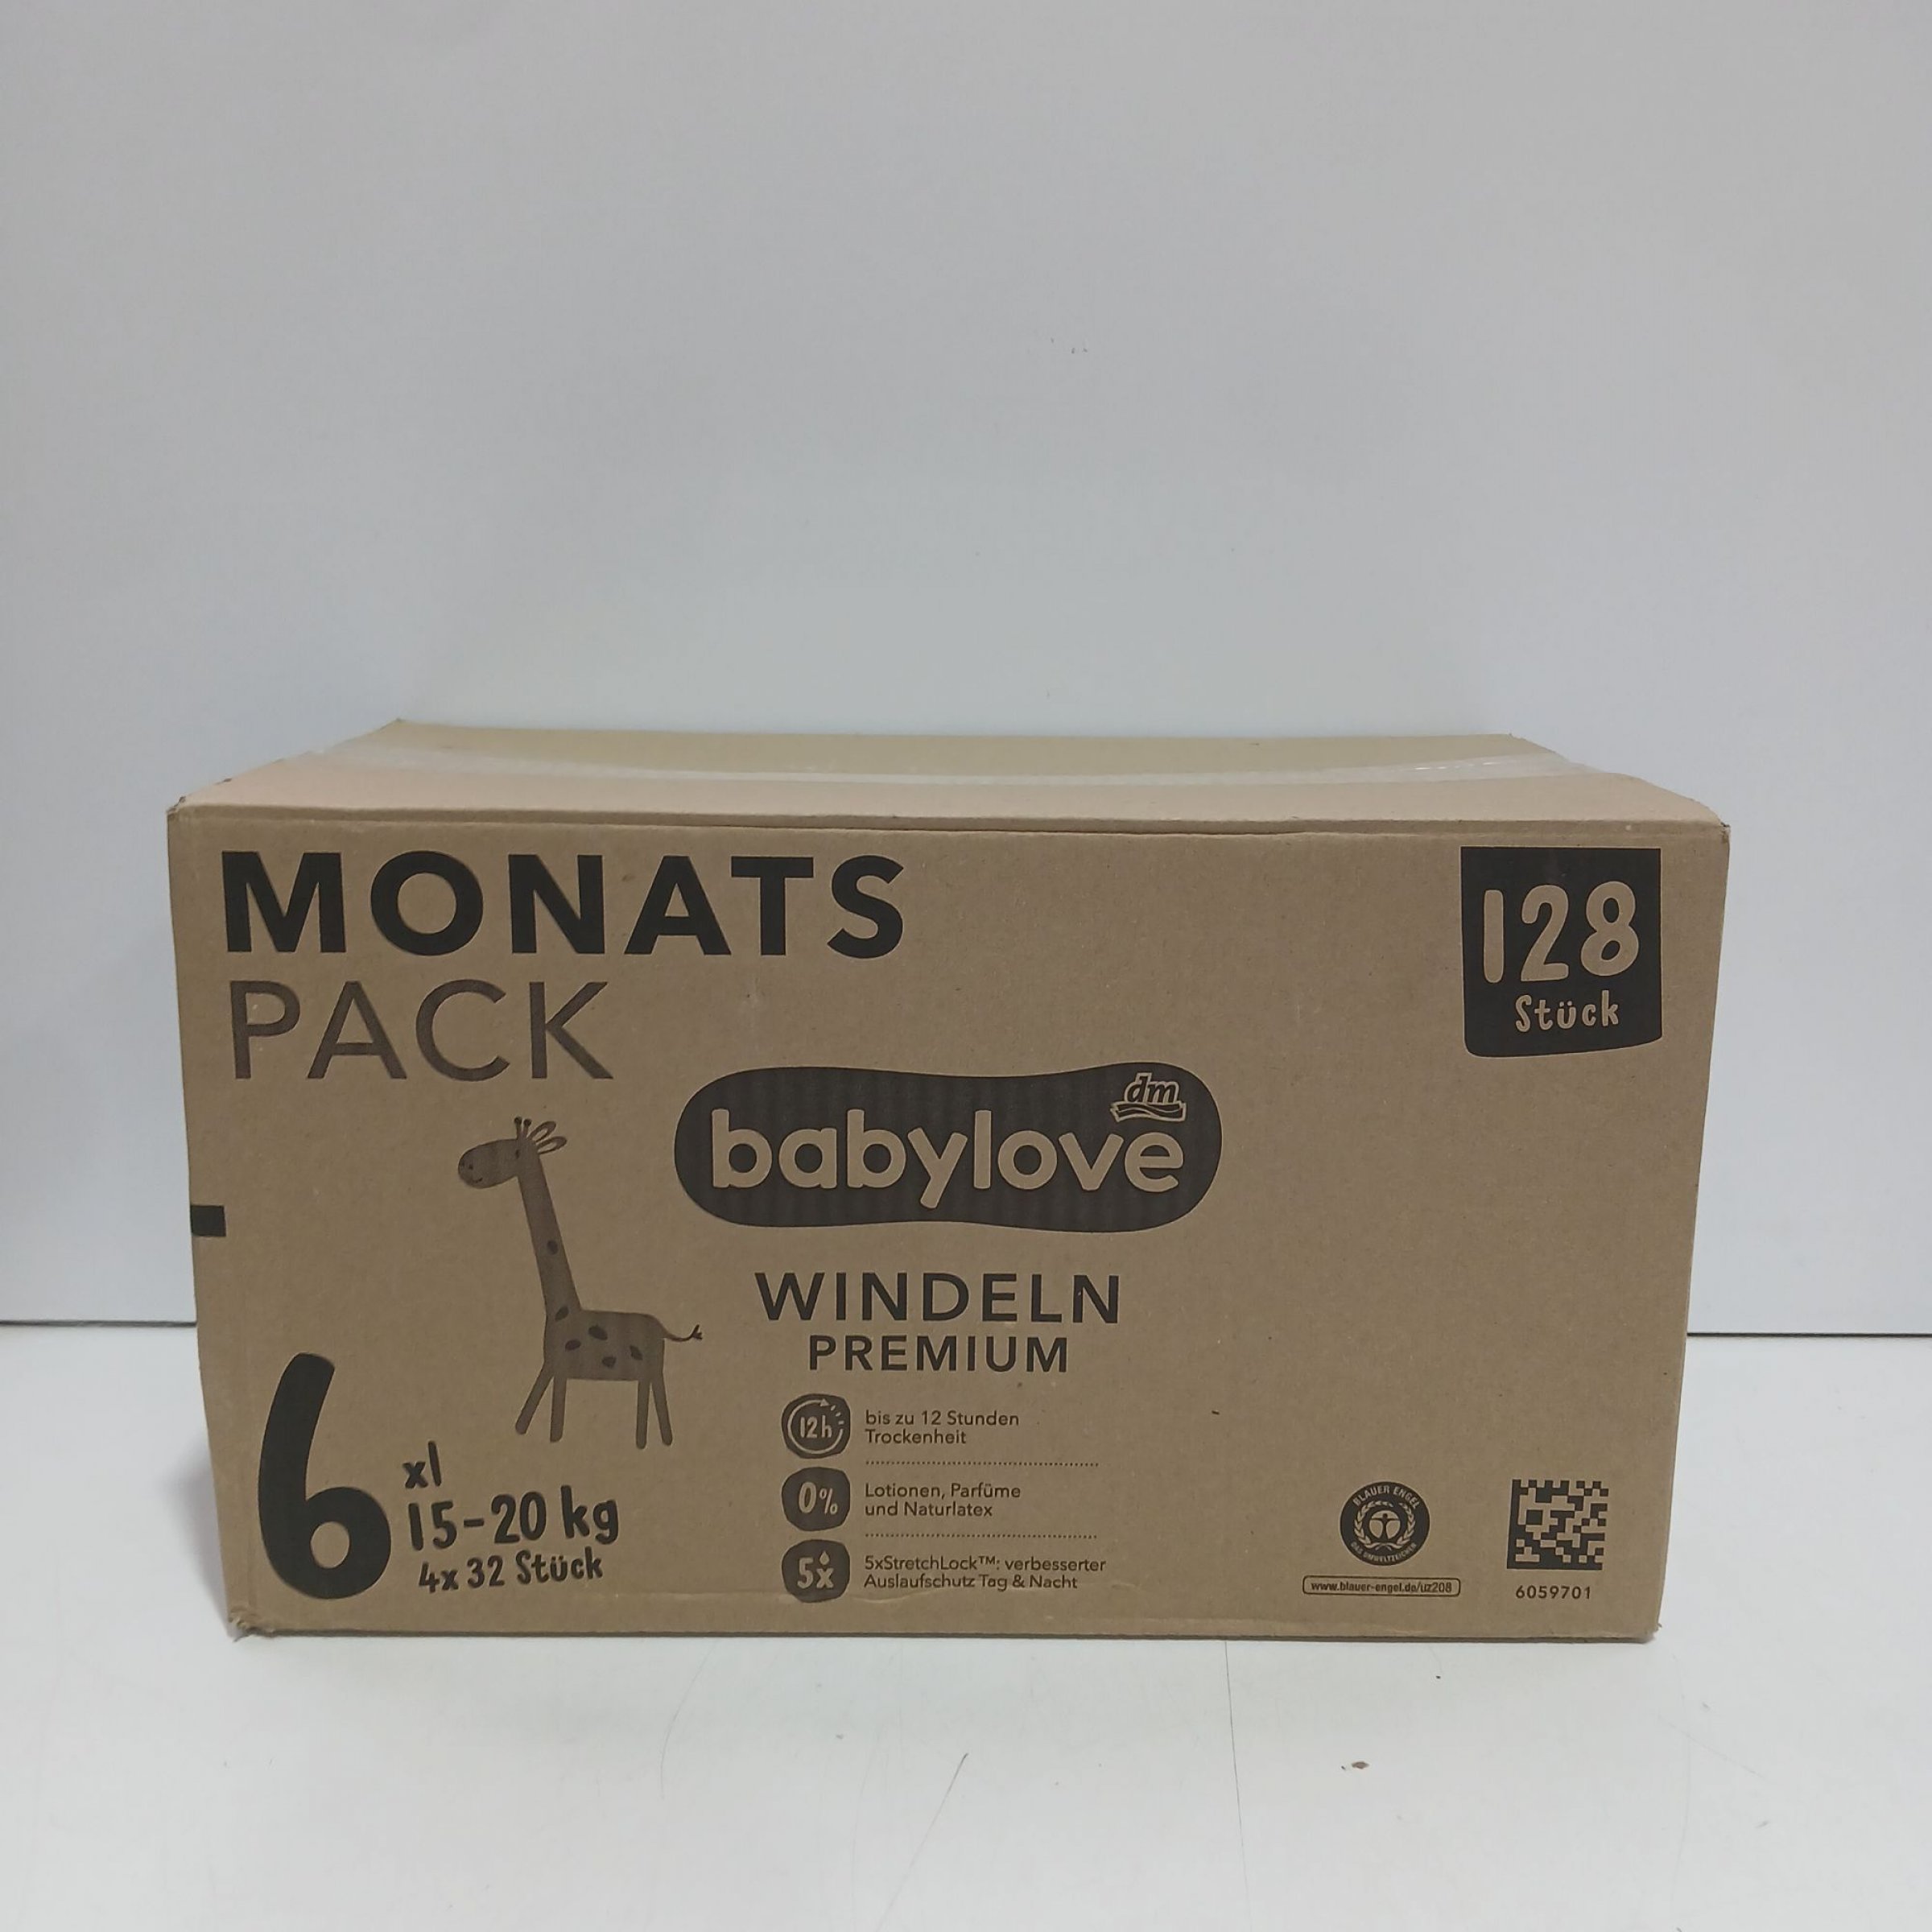 MONATS
PACK
128
Stück
dm
babylove
WINDELN
PREMIUM
6
xl
15-20 kg
4x 32 Stück
12h
bis zu 12 Stunden
Trockenheit
0%
Lotionen, Parfüme
und Naturlatex
5x
5xStretchLock™: verbesserter
Auslaufschutz Tag & Nacht
BLAUER ENGEL
DAS UMWELTZEICHEN
www.blauer-engel.de/uz208
6059701